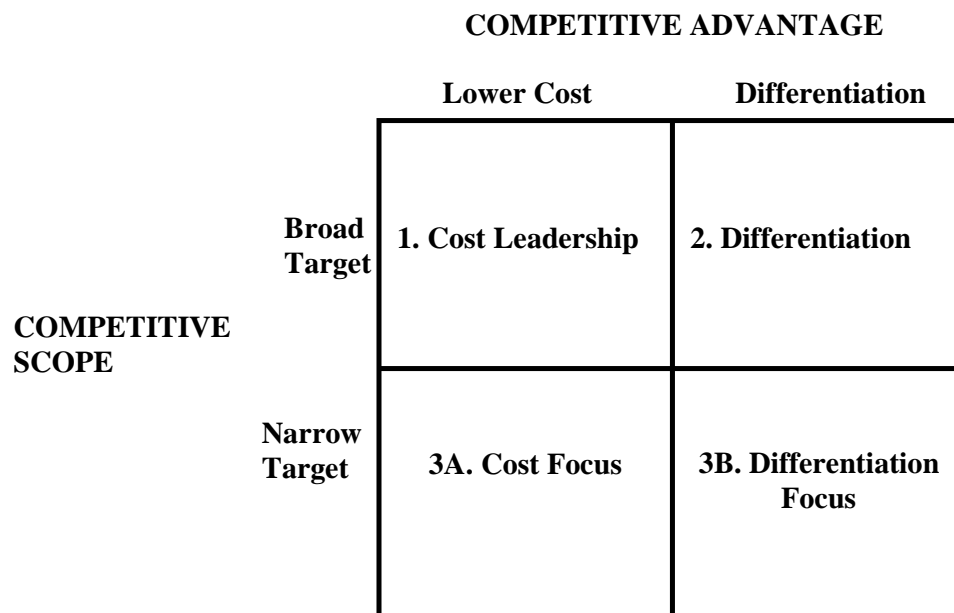 COMPETITIVE ADVANTAGE
Lower Cost
Differentiation
Broad
Target
1. Cost Leadership
2. Differentiation
COMPETITIVE
SCOPE
Narrow
Target
3A. Cost Focus
3B. Differentiation
Focus